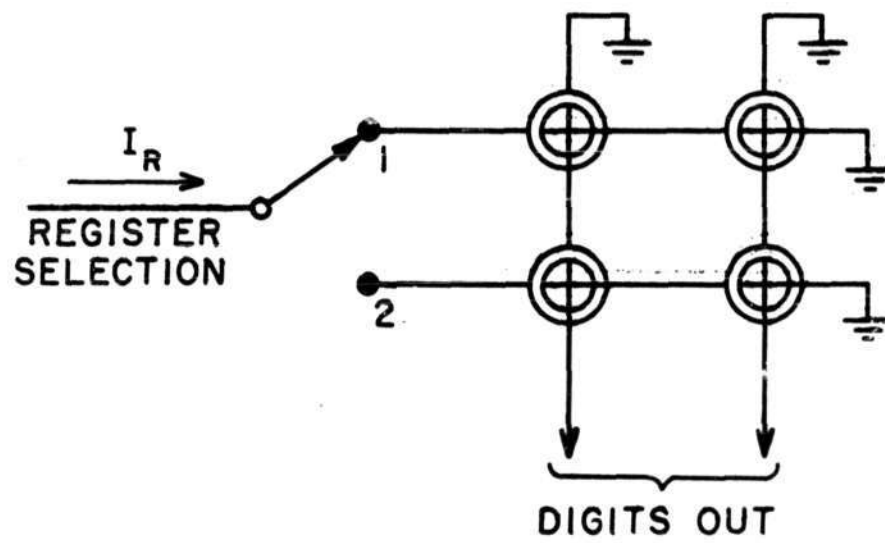 I_R
1
REGISTER
SELECTION
2
DIGITS OUT